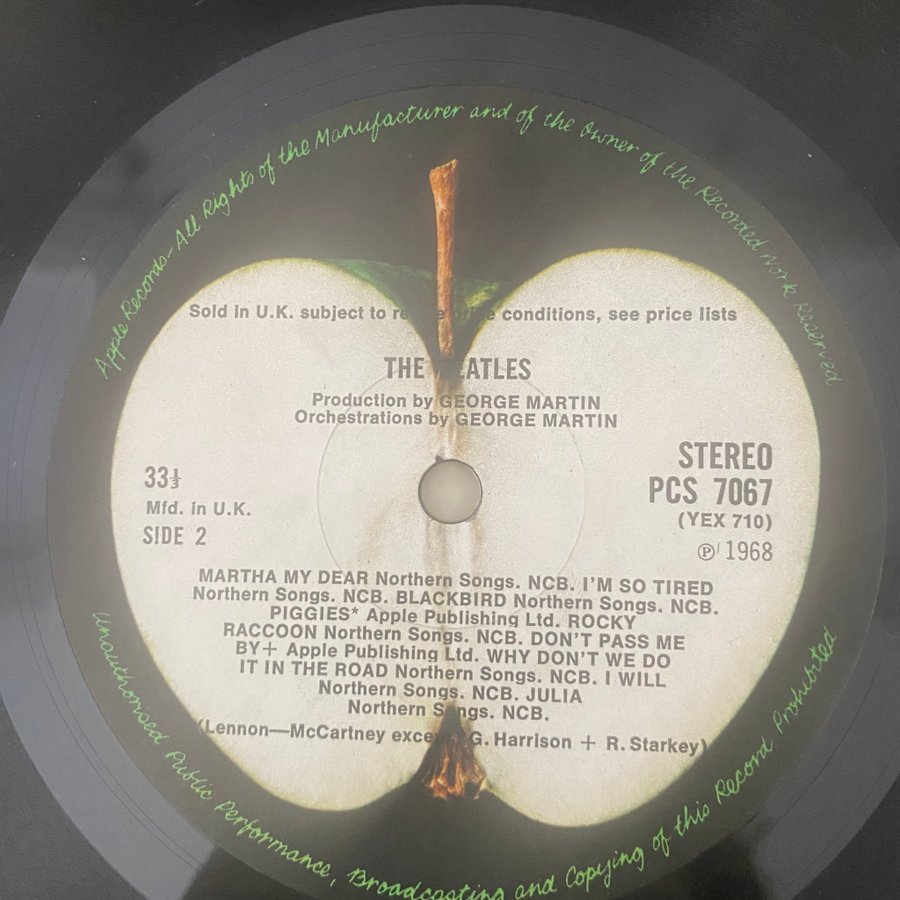 Apple Records—All Rights of the Manufacturer and of the Owner of the Recorded Work Reserved
Sold in U.K. subject to resale price conditions, see price lists
THE BEATLES
Production by GEORGE MARTIN
Orchestrations by GEORGE MARTIN
STEREO
PCS 7067
(YEX 710)
℗ 1968
33⅓
Mfd. in U.K.
SIDE 2
MARTHA MY DEAR Northern Songs. NCB. I'M SO TIRED
Northern Songs. NCB. BLACKBIRD Northern Songs. NCB.
PIGGIES* Apple Publishing Ltd. ROCKY
RACCOON Northern Songs. NCB. DON'T PASS ME
BY+ Apple Publishing Ltd. WHY DON'T WE DO
IT IN THE ROAD Northern Songs. NCB. I WILL
Northern Songs. NCB. JULIA
Northern Songs. NCB.
(Lennon—McCartney except *G. Harrison + R. Starkey)
Unauthorised Public Performance, Broadcasting and Copying of this Record Prohibited